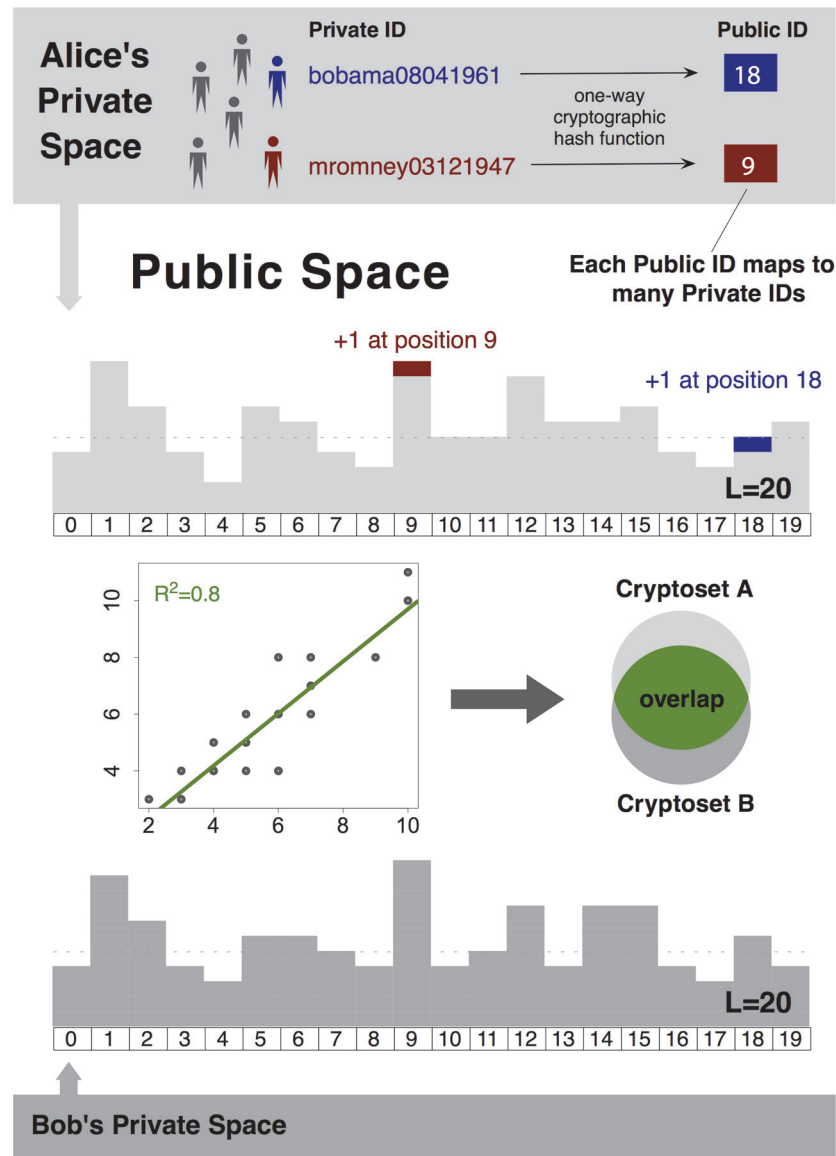 Alice's
Private
Space
Private ID
Public ID
bobama08041961
18
one-way
cryptographic
hash function
mromney03121947
9
Public Space
Each Public ID maps to
many Private IDs
+1 at position 9
+1 at position 18
L=20
0 1 2 3 4 5 6 7 8 9 10 11 12 13 14 15 16 17 18 19
R²=0.8
10
8
6
4
2 4 6 8 10
Cryptoset A
overlap
Cryptoset B
L=20
0 1 2 3 4 5 6 7 8 9 10 11 12 13 14 15 16 17 18 19
Bob's Private Space